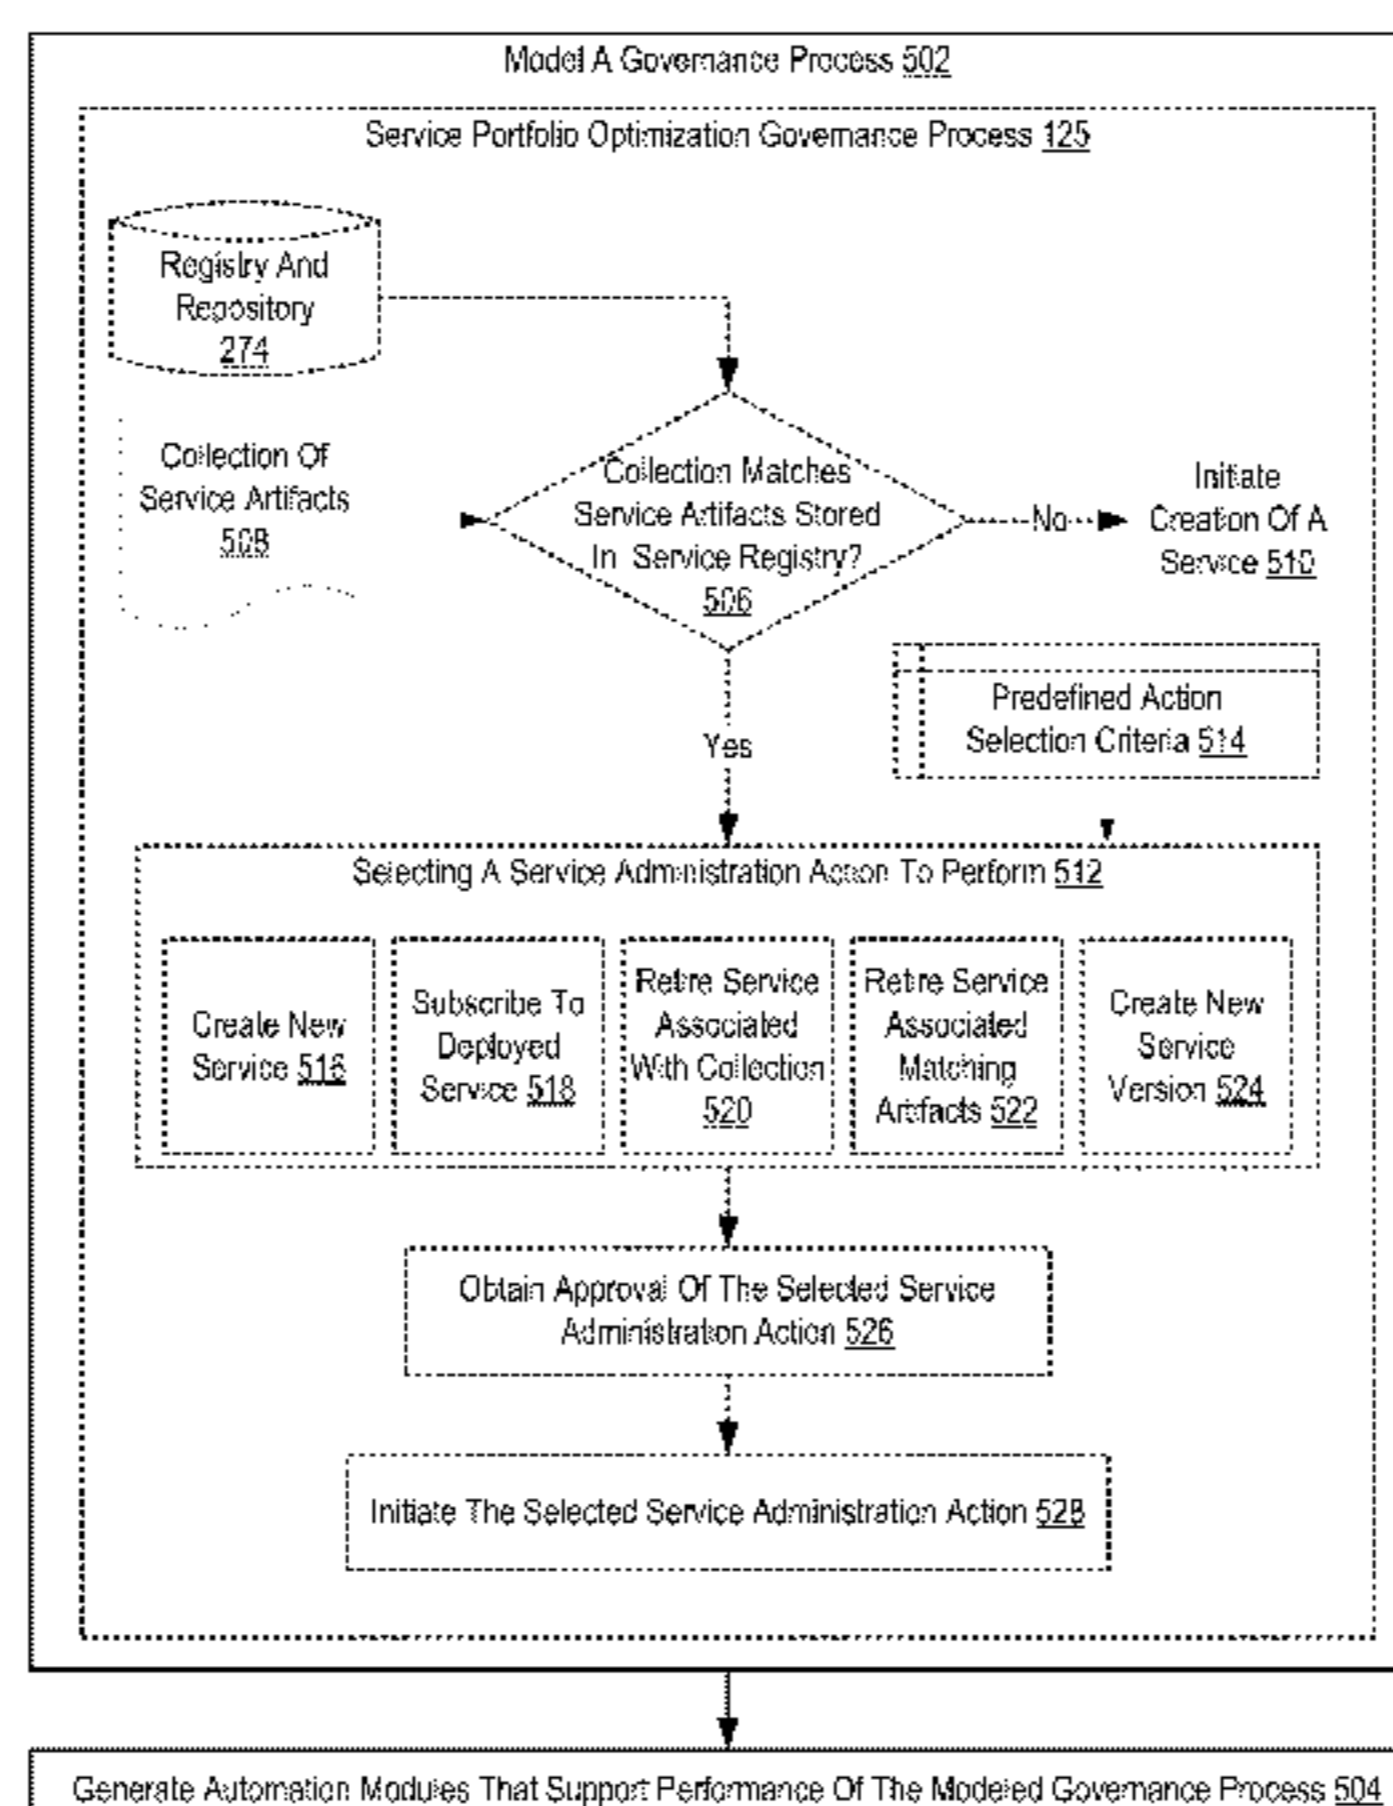 Model A Governance Process 502
Service Portfolio Optimization Governance Process 125
Registry And
Repository
274
Collection Of
Service Artifacts
508
Collection Matches
Service Artifacts Stored
In Service Registry?
506
No
Initiate
Creation Of A
Service 510
Predefined Action
Selection Criteria 514
Yes
Selecting A Service Administration Action To Perform 512
Create New
Service 516
Subscribe To
Deployed
Service 518
Retire Service
Associated
With Collection
520
Retire Service
Associated
Matching
Artifacts 522
Create New
Service
Version 524
Obtain Approval Of The Selected Service
Administration Action 526
Initiate The Selected Service Administration Action 528
Generate Automation Modules That Support Performance Of The Modeled Governance Process 504